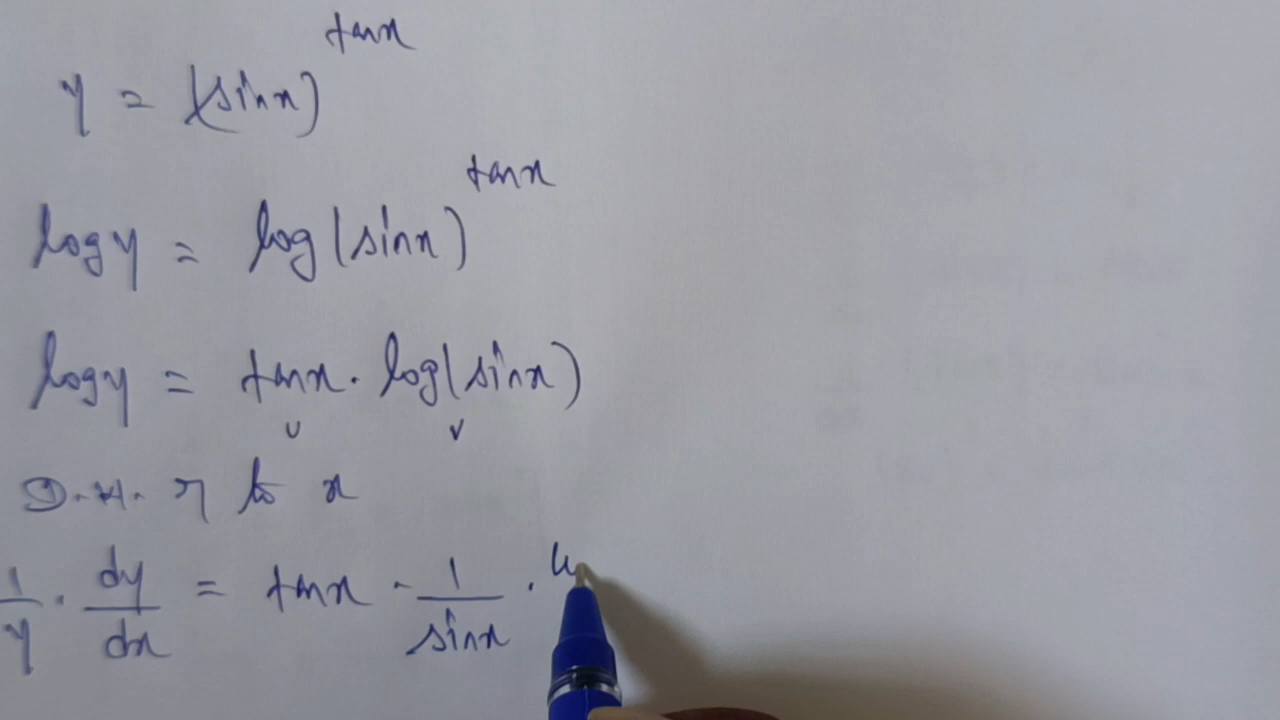 y = (sinx)^tanx
log y = log(sinx)^tanx
log y = tanx . log(sinx)
u v
D. w. r to x
1/y . dy/dx = tanx . 1/sinx .